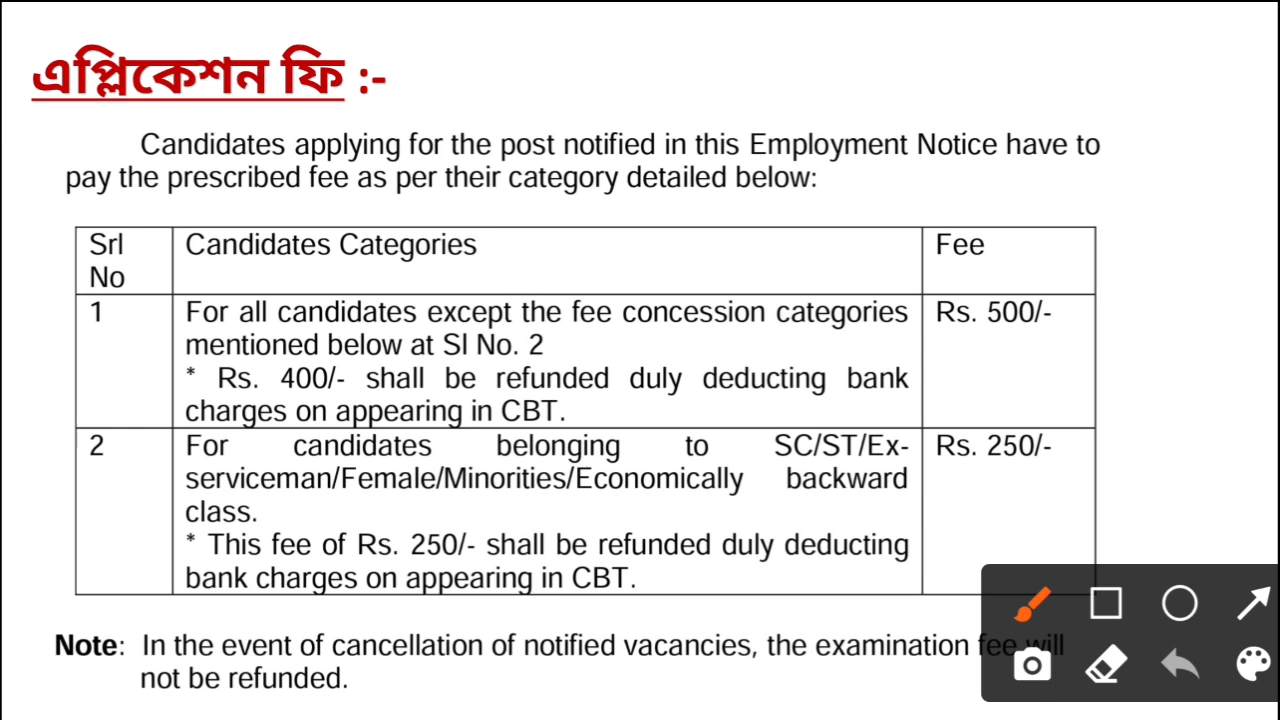 এপ্লিকেশন ফি :-
Candidates applying for the post notified in this Employment Notice have to
pay the prescribed fee as per their category detailed below:
Srl
No
Candidates Categories
Fee
1
For all candidates except the fee concession categories
mentioned below at Sl No. 2
* Rs. 400/- shall be refunded duly deducting bank
charges on appearing in CBT.
Rs. 500/-
2
For candidates belonging to SC/ST/Ex-
serviceman/Female/Minorities/Economically backward
class.
* This fee of Rs. 250/- shall be refunded duly deducting
bank charges on appearing in CBT.
Rs. 250/-
Note: In the event of cancellation of notified vacancies, the examination fee will
not be refunded.